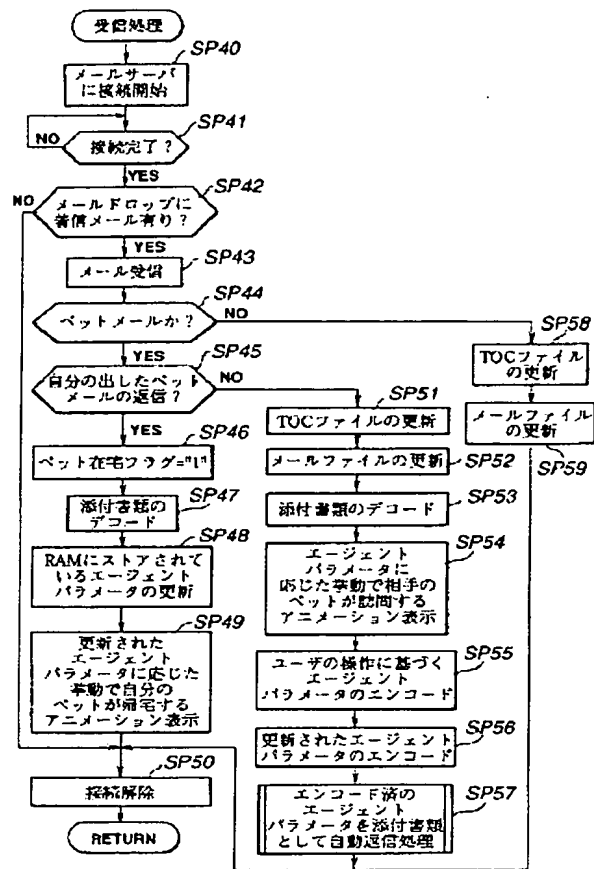 受信処理
SP40
メールサーバ
に接続開始
SP41
接続完了?
NO
YES
SP42
メールドロップに
着信メール有り?
NO
YES
SP43
メール受信
SP44
ペットメールか?
NO
YES
SP45
自分の出したペット
メールの返信?
NO
YES
SP46
ペット在宅フラグ="1"
SP47
添付書類の
デコード
SP48
RAMにストアされて
いるエージェント
パラメータの更新
SP49
更新された
エージェント
パラメータに応じた
挙動で自分の
ペットが帰宅する
アニメーション表示
SP50
接続解除
RETURN
SP51
TOCファイルの更新
メールファイルの更新
SP52
SP53
添付書類のデコード
SP54
エージェント
パラメータに
応じた挙動で相手の
ペットが訪問する
アニメーション表示
SP55
ユーザの操作に基づく
エージェント
パラメータのエンコード
SP56
更新されたエージェント
パラメータのエンコード
SP57
エンコード済の
エージェント
パラメータを添付書類
として自動返信処理
SP58
TOCファイル
の更新
メールファイル
の更新
SP59